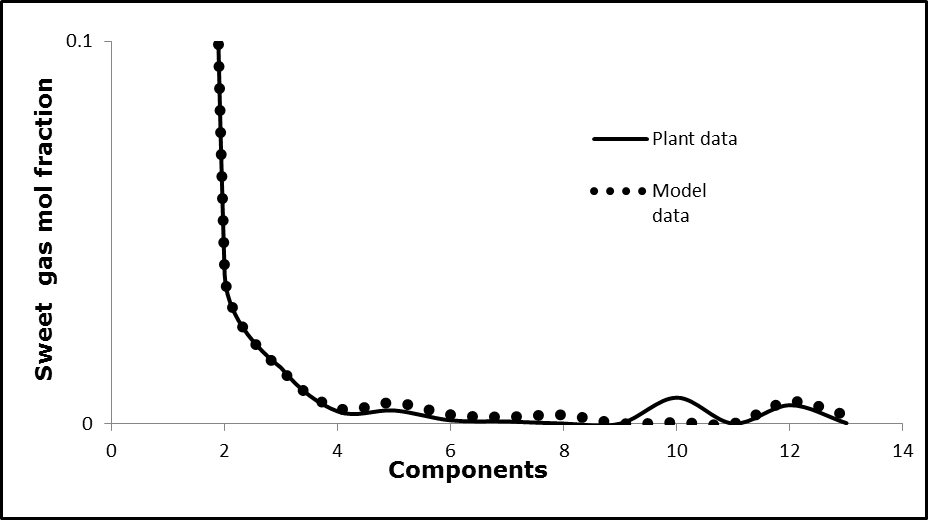 0.1
Sweet gas mol fraction
Plant data
Model
data
0
0 2 4 6 8 10 12 14
Components